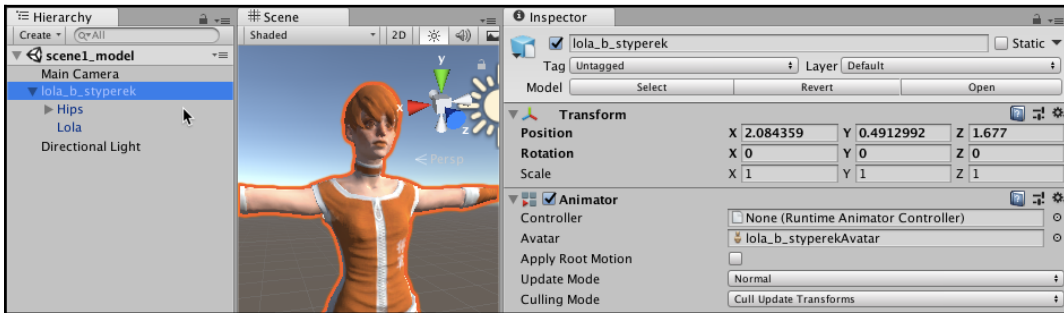 Hierarchy
Create
All
scene1_model
Main Camera
lola_b_styperek
Hips
Lola
Directional Light
Scene
Shaded
2D
y
x
z
Persp
Inspector
lola_b_styperek
Static
Tag Untagged Layer Default
Model Select Revert Open
Transform
Position X 2.084359 Y 0.4912992 Z 1.677
Rotation X 0 Y 0 Z 0
Scale X 1 Y 1 Z 1
Animator
Controller None (Runtime Animator Controller)
Avatar lola_b_styperekAvatar
Apply Root Motion
Update Mode Normal
Culling Mode Cull Update Transforms